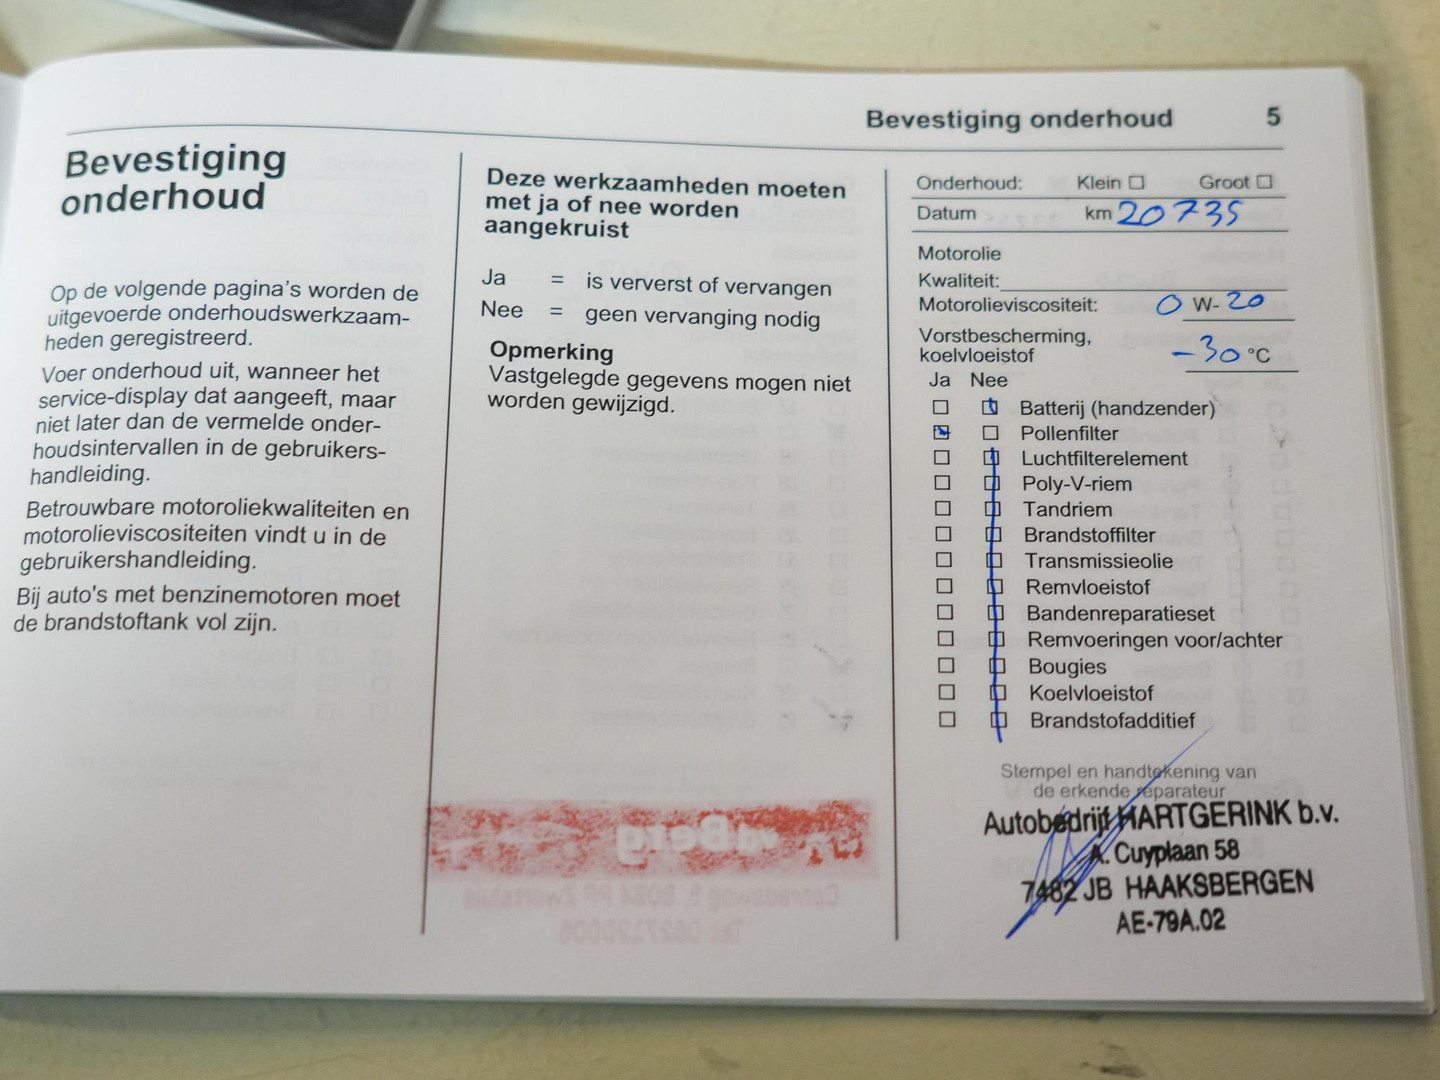 Bevestiging onderhoud 5
Bevestiging
onderhoud
Op de volgende pagina's worden de
uitgevoerde onderhoudswerkzaam-
heden geregistreerd.
Voer onderhoud uit, wanneer het
service-display dat aangeeft, maar
niet later dan de vermelde onder-
houdsintervallen in de gebruikers-
handleiding.
Betrouwbare motoroliekwaliteiten en
motorolieviscositeiten vindt u in de
gebruikershandleiding.
Bij auto's met benzinemotoren moet
de brandstoftank vol zijn.
Deze werkzaamheden moeten
met ja of nee worden
aangekruist
Ja = is ververst of vervangen
Nee = geen vervanging nodig
Opmerking
Vastgelegde gegevens mogen niet
worden gewijzigd.
Onderhoud: Klein ☐ Groot ☐
Datum km 20735
Motorolie
Kwaliteit:
Motorolieviscositeit: 0 W-20
Vorstbescherming,
koelvloeistof -30 °C
Ja Nee
Batterij (handzender)
Pollenfilter
Luchtfilterelement
Poly-V-riem
Tandriem
Brandstoffilter
Transmissieolie
Remvloeistof
Bandenreparatieset
Remvoeringen voor/achter
Bougies
Koelvloeistof
Brandstofadditief
Stempel en handtekening van
de erkende reparateur
Autobedrijf HARTGERINK b.v.
A. Cuyplaan 58
7482 JB HAAKSBERGEN
AE-79A.02